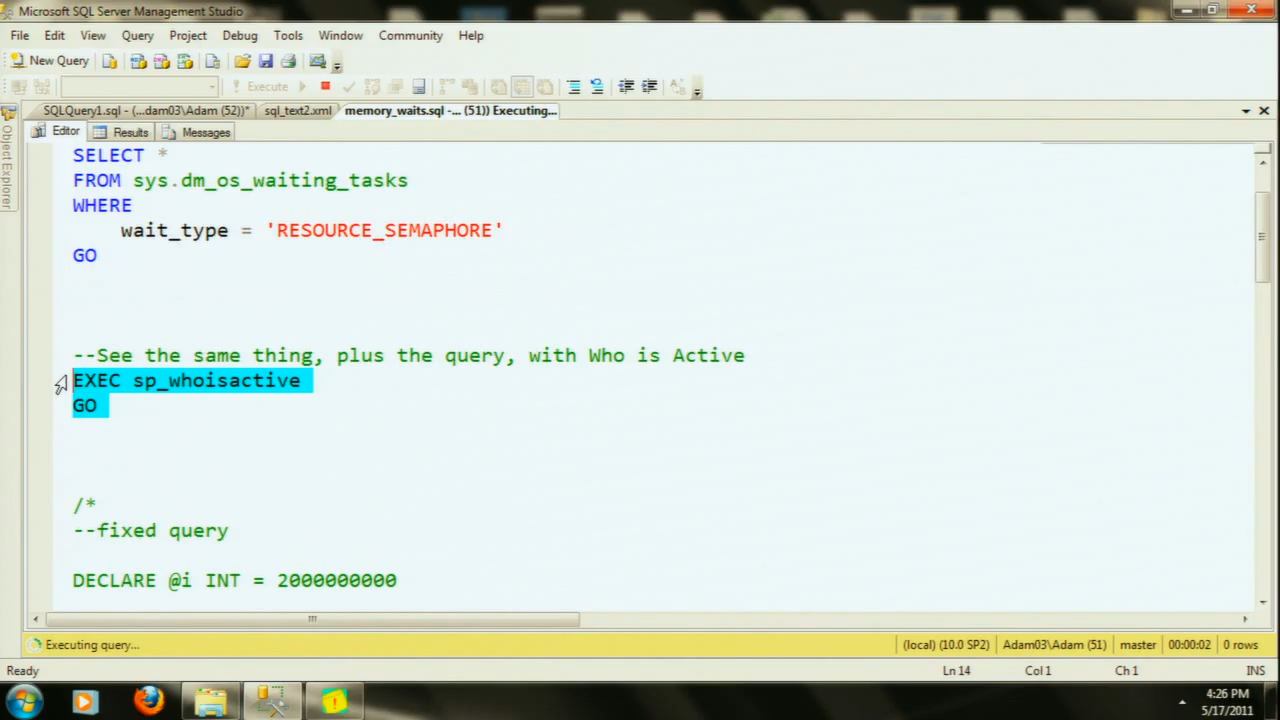 Microsoft SQL Server Management Studio
File Edit View Query Project Debug Tools Window Community Help
New Query
Execute
SQLQuery1.sql - (...dam03\Adam (52))* sql_text2.xml memory_waits.sql -... (51)) Executing...
Object Explorer
Editor Results Messages
SELECT *
FROM sys.dm_os_waiting_tasks
WHERE
wait_type = 'RESOURCE_SEMAPHORE'
GO
--See the same thing, plus the query, with Who is Active
EXEC sp_whoisactive
GO
/*
--fixed query
DECLARE @i INT = 2000000000
Executing query... (local) (10.0 SP2) Adam03\Adam (51) master 00:00:02 0 rows
Ready Ln 14 Col 1 Ch 1 INS
4:26 PM
5/17/2011